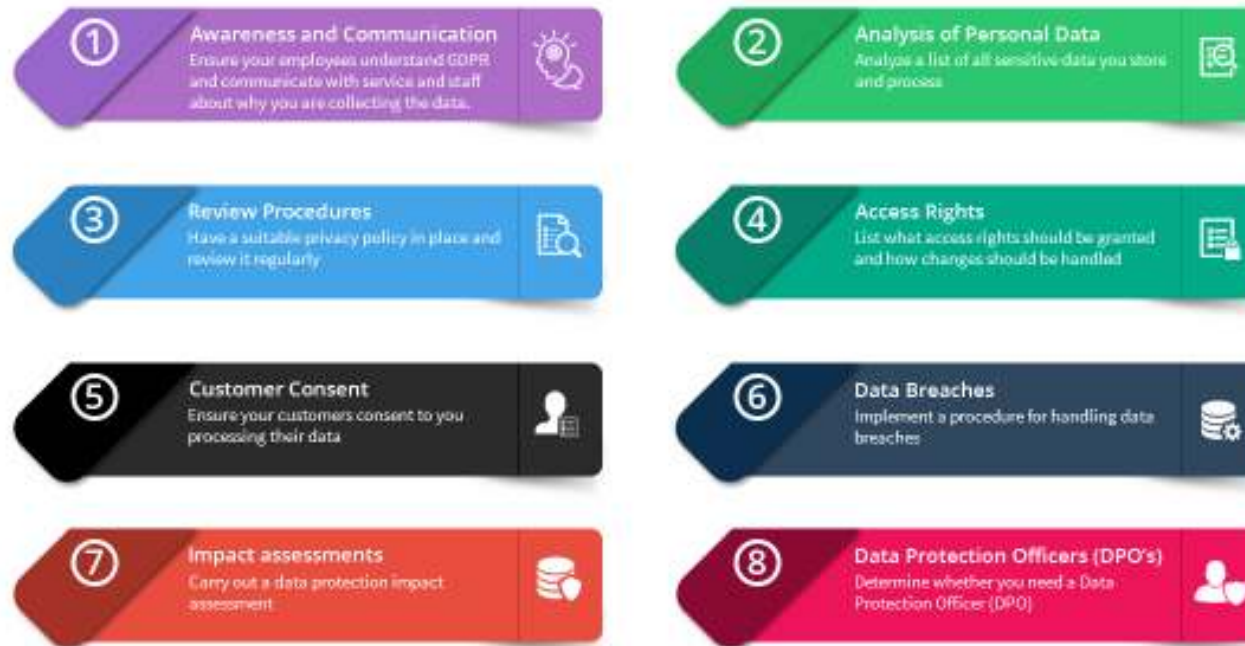 1
Awareness and Communication
Ensure your employees understand GDPR
and communicate with service and staff
about why you are collecting the data.
2
Analysis of Personal Data
Analyze a list of all sensitive data you store
and process
3
Review Procedures
Have a suitable privacy policy in place and
review it regularly
4
Access Rights
List what access rights should be granted
and how changes should be handled
5
Customer Consent
Ensure your customers consent to you
processing their data
6
Data Breaches
Implement a procedure for handling data
breaches
7
Impact assessments
Carry out a data protection impact
assessment
8
Data Protection Officers (DPO's)
Determine whether you need a Data
Protection Officer (DPO)